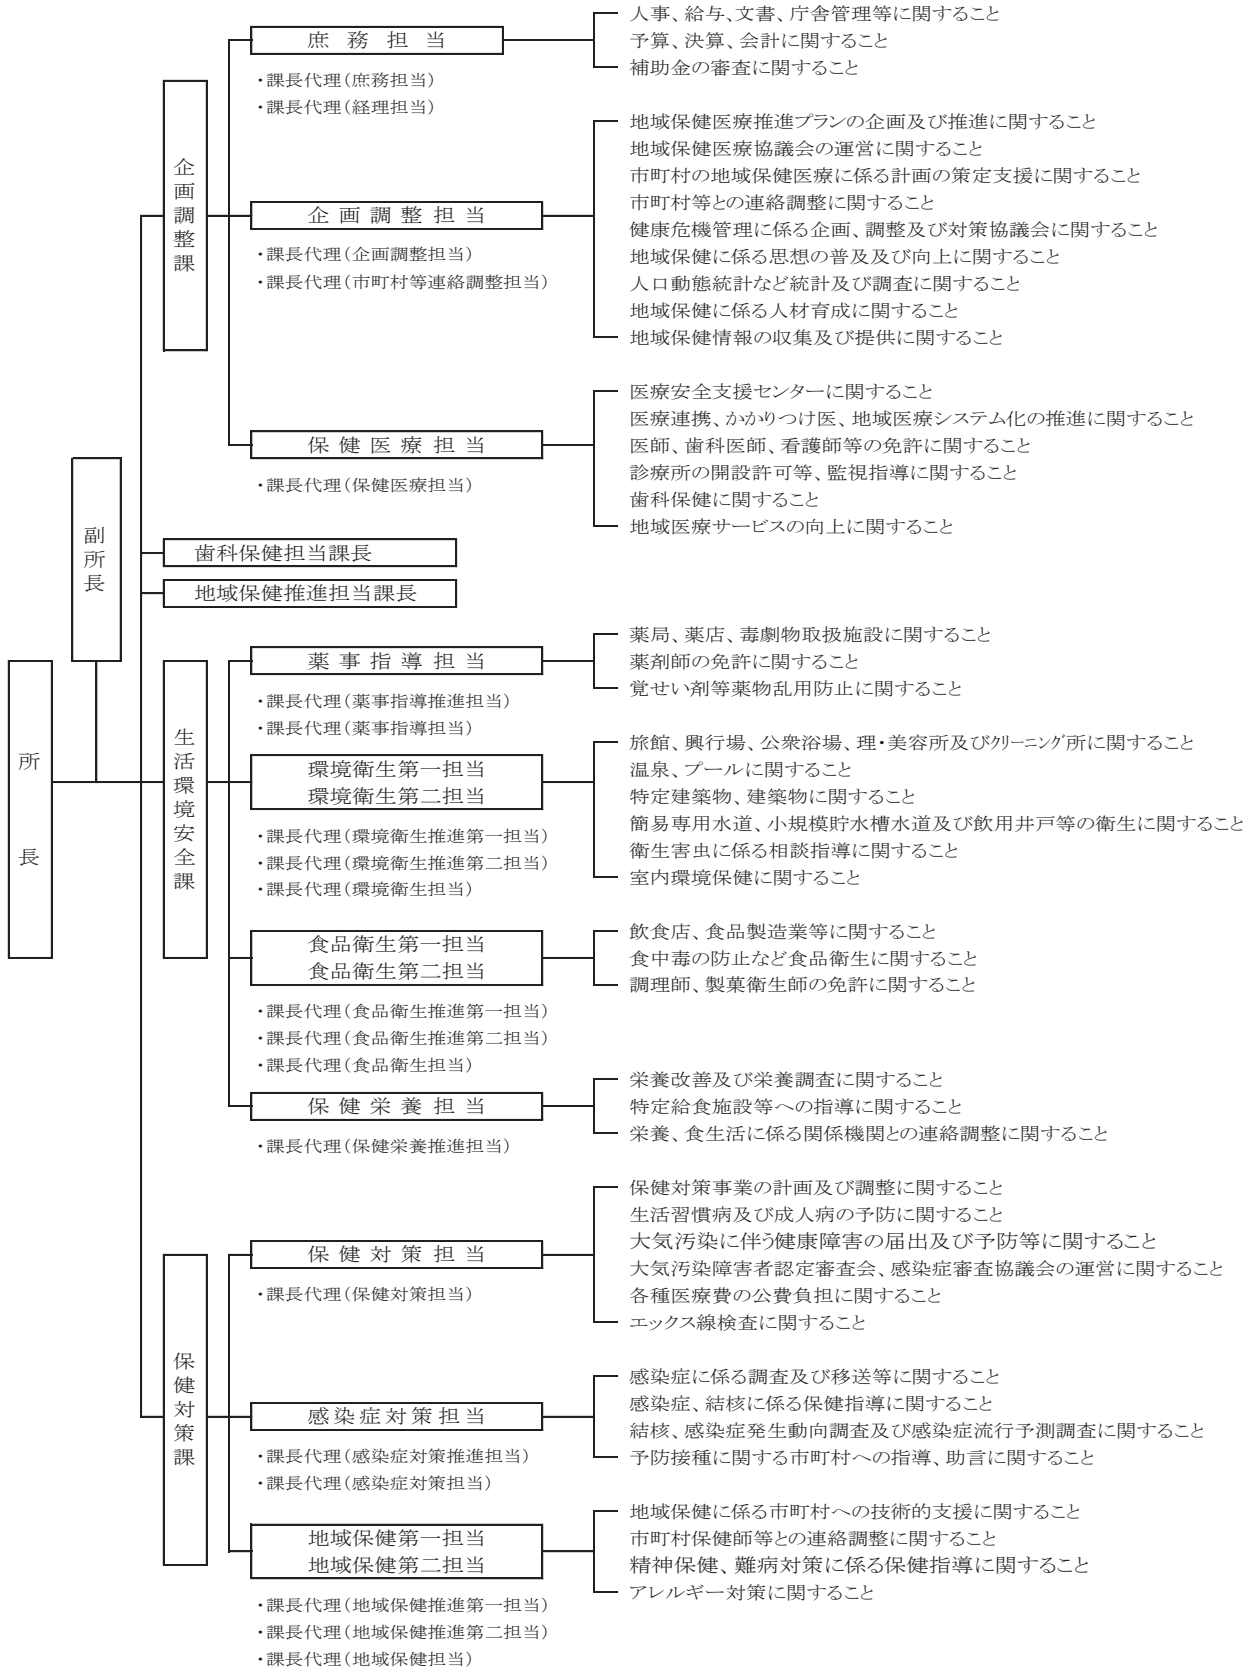 所長
副所長
企画調整課
庶務担当
・課長代理(庶務担当)
・課長代理(経理担当)
人事、給与、文書、庁舎管理等に関すること
予算、決算、会計に関すること
補助金の審査に関すること
企画調整担当
・課長代理(企画調整担当)
・課長代理(市町村等連絡調整担当)
地域保健医療推進プランの企画及び推進に関すること
地域保健医療協議会の運営に関すること
市町村の地域保健医療に係る計画の策定支援に関すること
市町村等との連絡調整に関すること
健康危機管理に係る企画、調整及び対策協議会に関すること
地域保健に係る思想の普及及び向上に関すること
人口動態統計など統計及び調査に関すること
地域保健に係る人材育成に関すること
地域保健情報の収集及び提供に関すること
保健医療担当
・課長代理(保健医療担当)
医療安全支援センターに関すること
医療連携、かかりつけ医、地域医療システム化の推進に関すること
医師、歯科医師、看護師等の免許に関すること
診療所の開設許可等、監視指導に関すること
歯科保健に関すること
地域医療サービスの向上に関すること
歯科保健担当課長
地域保健推進担当課長
生活環境安全課
薬事指導担当
・課長代理(薬事指導推進担当)
・課長代理(薬事指導担当)
薬局、薬店、毒劇物取扱施設に関すること
薬剤師の免許に関すること
覚せい剤等薬物乱用防止に関すること
環境衛生第一担当
環境衛生第二担当
・課長代理(環境衛生推進第一担当)
・課長代理(環境衛生推進第二担当)
・課長代理(環境衛生担当)
旅館、興行場、公衆浴場、理・美容所及びクリーニング所に関すること
温泉、プールに関すること
特定建築物、建築物に関すること
簡易専用水道、小規模貯水槽水道及び飲用井戸等の衛生に関すること
衛生害虫に係る相談指導に関すること
室内環境保健に関すること
食品衛生第一担当
食品衛生第二担当
・課長代理(食品衛生推進第一担当)
・課長代理(食品衛生推進第二担当)
・課長代理(食品衛生担当)
飲食店、食品製造業等に関すること
食中毒の防止など食品衛生に関すること
調理師、製菓衛生師の免許に関すること
保健栄養担当
・課長代理(保健栄養推進担当)
栄養改善及び栄養調査に関すること
特定給食施設等への指導に関すること
栄養、食生活に係る関係機関との連絡調整に関すること
保健対策課
保健対策担当
・課長代理(保健対策担当)
保健対策事業の計画及び調整に関すること
生活習慣病及び成人病の予防に関すること
大気汚染に伴う健康障害の届出及び予防等に関すること
大気汚染障害者認定審査会、感染症審査協議会の運営に関すること
各種医療費の公費負担に関すること
エックス線検査に関すること
感染症対策担当
・課長代理(感染症対策推進担当)
・課長代理(感染症対策担当)
感染症に係る調査及び移送等に関すること
感染症、結核に係る保健指導に関すること
結核、感染症発生動向調査及び感染症流行予測調査に関すること
予防接種に関する市町村への指導、助言に関すること
地域保健第一担当
地域保健第二担当
・課長代理(地域保健推進第一担当)
・課長代理(地域保健推進第二担当)
・課長代理(地域保健担当)
地域保健に係る市町村への技術的支援に関すること
市町村保健師等との連絡調整に関すること
精神保健、難病対策に係る保健指導に関すること
アレルギー対策に関すること